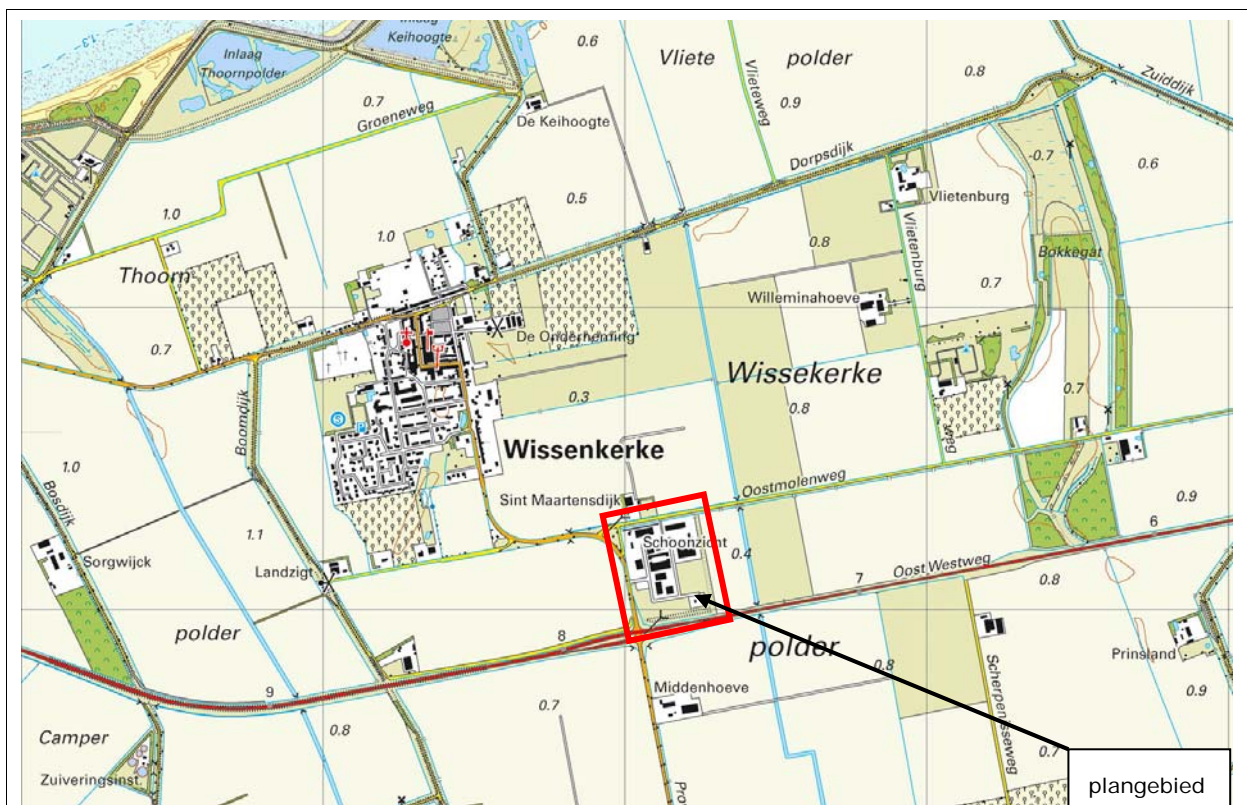 Inlaag
Keihoogte
Inlaag
Thoornpolder
0.6
Vliete polder
0.8
Zuiddijk
0.7
Groeneweg
De Keihoogte
Vlieteweg
0.9
Dorpsdijk
-0.7
0.6
1.0
0.5
Vlietenburg
1.0
0.8
Vlietenburg
Bokkegat
Thoorn
Willeminahoeve
0.7
0.7
De Onderneming
Wissekerke
0.3
0.8
0.7
Boomdijk
Wissenkerke
weg
1.0
Bosdijk
Sint Maartensdijk
Oostmolenweg
0.9
1.1
Schoonzicht
6
Sorgwijck
Landzigt
0.4
7
Oost Westweg
0.8
polder
8
polder
0.8
Prinsland
9
Middenhoeve
Scherpenisseweg
0.9
0.7
0.8
Camper
0.7
Zuiveringsinst.
Pro
plangebied